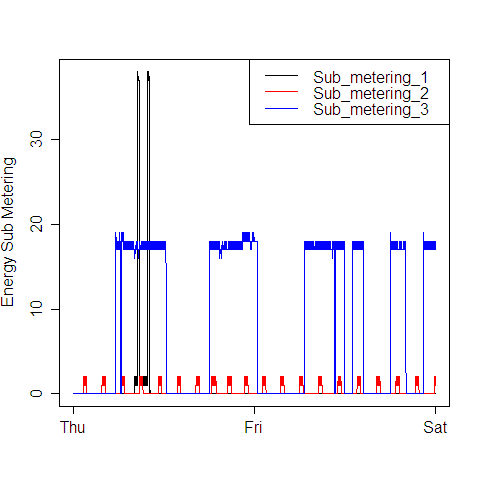 Sub_metering_1
Sub_metering_2
Sub_metering_3
Energy Sub Metering
30
20
10
0
Thu Fri Sat